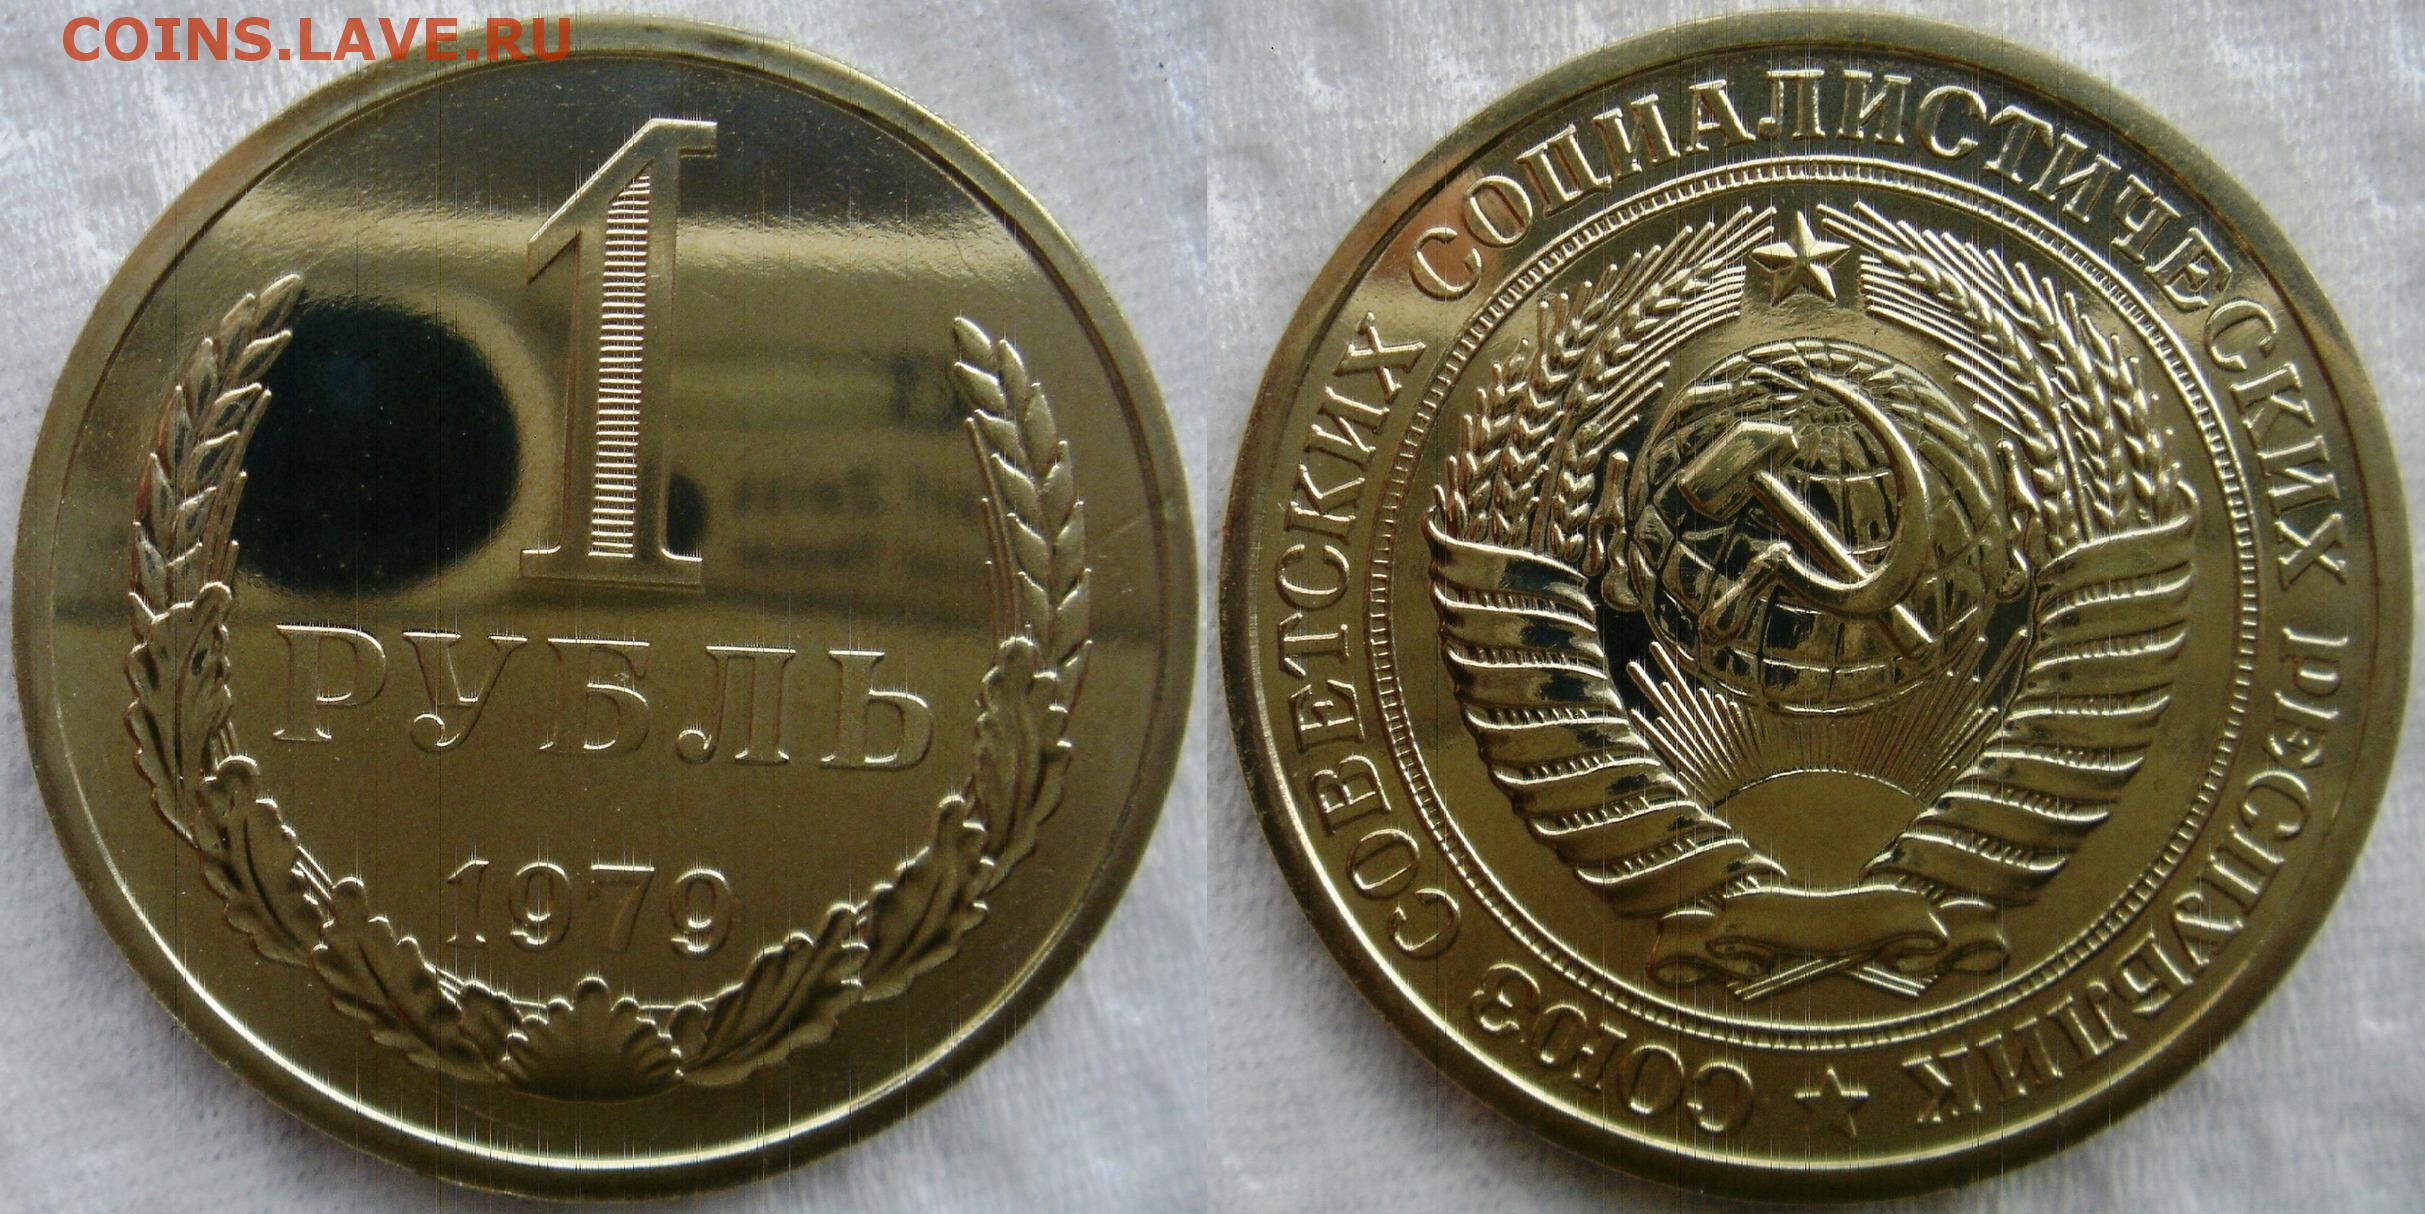 COINS.LAVE.RU
1
РУБЛЬ
1979
СОЮЗ СОВЕТСКИХ СОЦИАЛИСТИЧЕСКИХ РЕСПУБЛИК